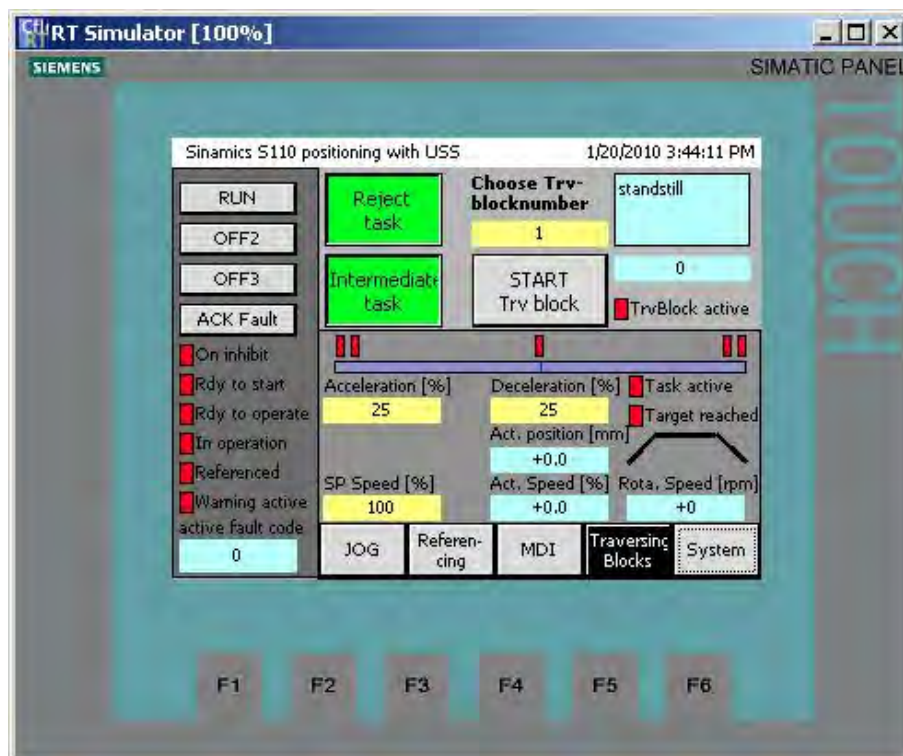 RT Simulator [100%]
SIEMENS
SIMATIC PANEL
TOUCH
Sinamics S110 positioning with USS
1/20/2010 3:44:11 PM
RUN
OFF2
OFF3
ACK Fault
On inhibit
Rdy to start
Rdy to operate
In operation
Referenced
Warning active
active fault code
0
Reject
task
Intermediate
task
Choose Trv-
blocknumber
1
START
Trv block
standstill
0
TrvBlock active
Acceleration [%]
25
Deceleration [%]
25
Task active
Target reached
Act. position [mm]
+0.0
SP Speed [%]
100
Act. Speed [%]
+0.0
Rota. Speed [rpm]
+0
JOG
Referen-
cing
MDI
Traversing
Blocks
System
F1
F2
F3
F4
F5
F6